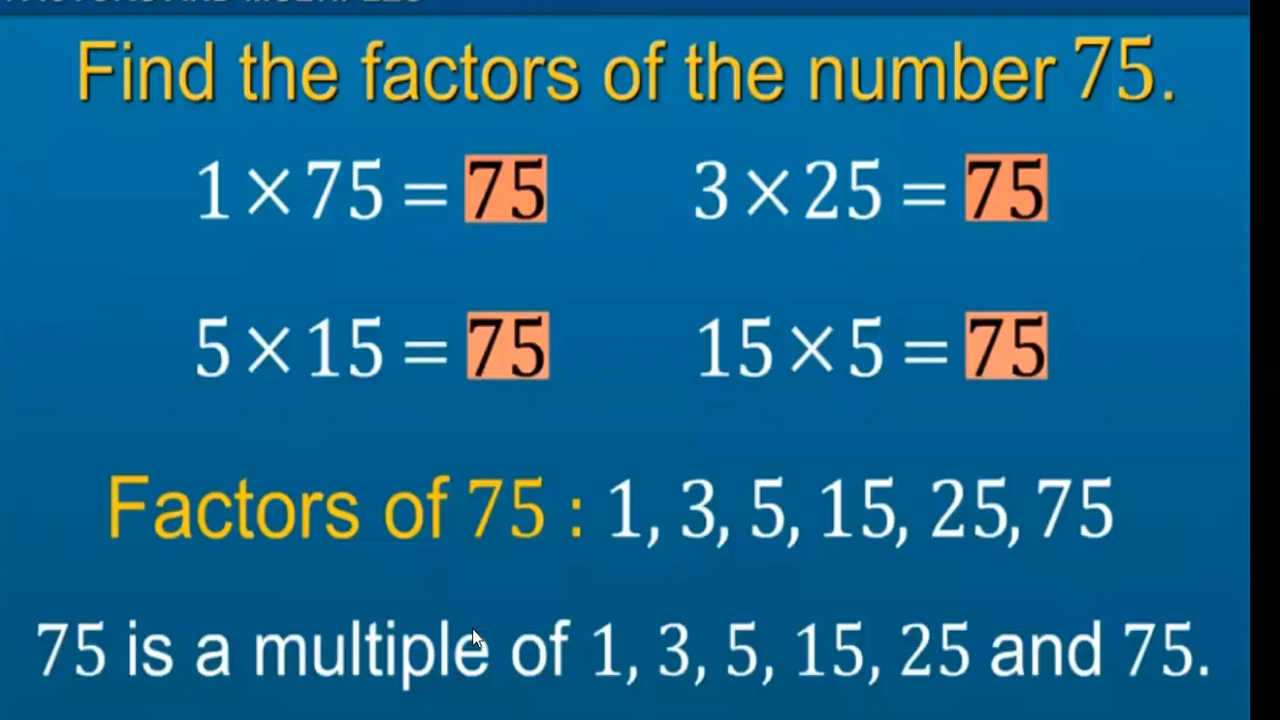 Find the factors of the number 75.
1×75=75 3×25=75
5×15=75 15×5=75
Factors of 75 : 1, 3, 5, 15, 25, 75
75 is a multiple of 1, 3, 5, 15, 25 and 75.